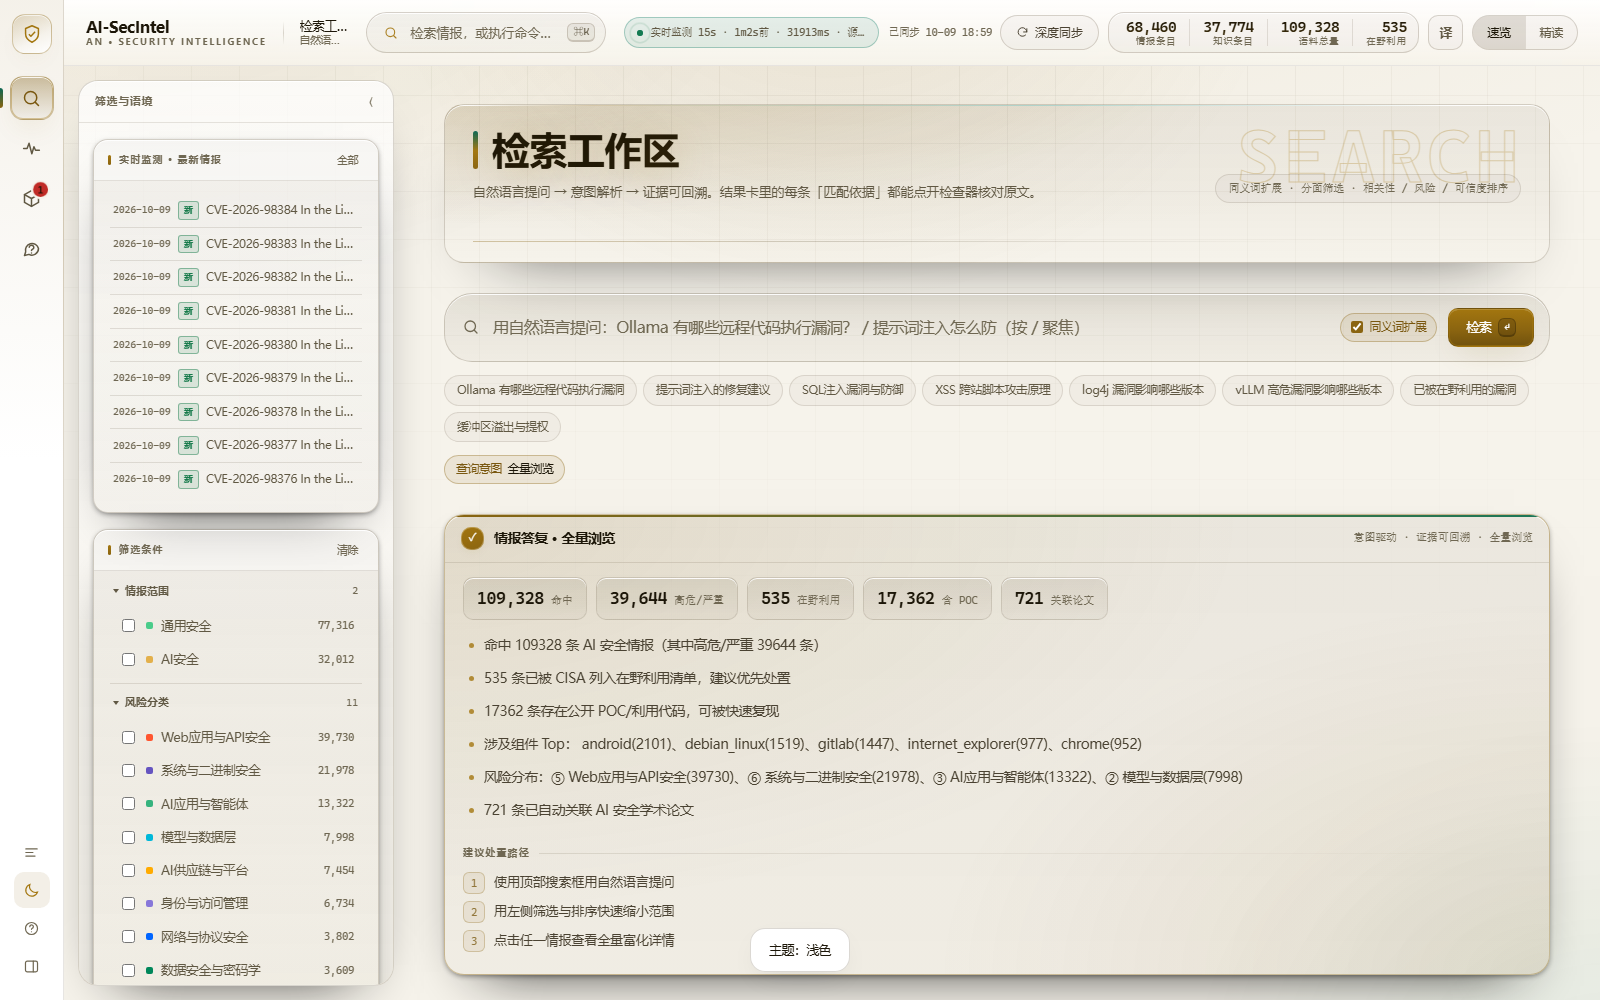 AI-SecIntel
AN • SECURITY INTELLIGENCE
检索工...
自然语...
检索情报，或执行命令...
⌘K
实时监测 15s · 1m2s前 · 31913ms · 源…
已同步 10-09 18:59
深度同步
68,460 情报条目
37,774 知识条目
109,328 语料总量
535 在野利用
译
速览
精读
1
筛选与语境
实时监测 • 最新情报
全部
2026-10-09 新 CVE-2026-98384 In the Li...
2026-10-09 新 CVE-2026-98383 In the Li...
2026-10-09 新 CVE-2026-98382 In the Li...
2026-10-09 新 CVE-2026-98381 In the Li...
2026-10-09 新 CVE-2026-98380 In the Li...
2026-10-09 新 CVE-2026-98379 In the Li...
2026-10-09 新 CVE-2026-98378 In the Li...
2026-10-09 新 CVE-2026-98377 In the Li...
2026-10-09 新 CVE-2026-98376 In the Li...
筛选条件
清除
情报范围 2
通用安全 77,316
AI安全 32,012
风险分类 11
Web应用与API安全 39,730
系统与二进制安全 21,978
AI应用与智能体 13,322
模型与数据层 7,998
AI供应链与平台 7,454
身份与访问管理 6,734
网络与协议安全 3,802
数据安全与密码学 3,609
检索工作区
SEARCH
自然语言提问 → 意图解析 → 证据可回溯。结果卡里的每条「匹配依据」都能点开检查器核对原文。
同义词扩展 · 分面筛选 · 相关性 / 风险 / 可信度排序
用自然语言提问：Ollama 有哪些远程代码执行漏洞？ / 提示词注入怎么防（按 / 聚焦）
同义词扩展
检索
Ollama 有哪些远程代码执行漏洞
提示词注入的修复建议
SQL注入漏洞与防御
XSS 跨站脚本攻击原理
log4j 漏洞影响哪些版本
vLLM 高危漏洞影响哪些版本
已被在野利用的漏洞
缓冲区溢出与提权
查询意图 全量浏览
情报答复 • 全量浏览
意图驱动 · 证据可回溯 · 全量浏览
109,328 命中
39,644 高危/严重
535 在野利用
17,362 含 POC
721 关联论文
命中 109328 条 AI 安全情报（其中高危/严重 39644 条）
535 条已被 CISA 列入在野利用清单，建议优先处置
17362 条存在公开 POC/利用代码，可被快速复现
涉及组件 Top： android(2101)、debian_linux(1519)、gitlab(1447)、internet_explorer(977)、chrome(952)
风险分布：⑤ Web应用与API安全(39730)、⑥ 系统与二进制安全(21978)、③ AI应用与智能体(13322)、② 模型与数据层(7998)
721 条已自动关联 AI 安全学术论文
建议处置路径
1 使用顶部搜索框用自然语言提问
2 用左侧筛选与排序快速缩小范围
3 点击任一情报查看全量富化详情
主题：浅色